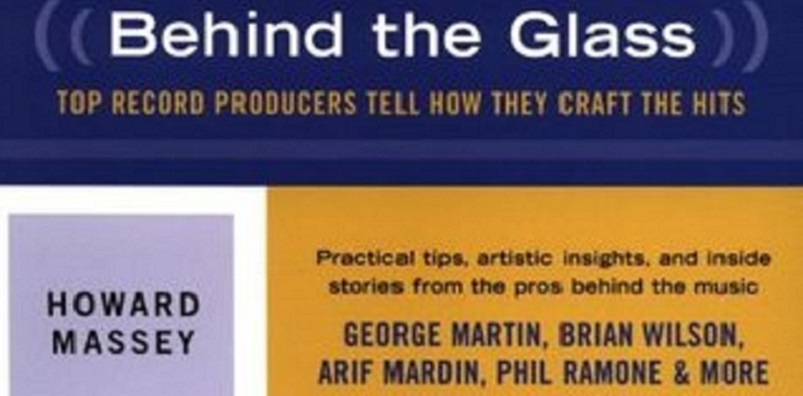 Behind the Glass
TOP RECORD PRODUCERS TELL HOW THEY CRAFT THE HITS
HOWARD
MASSEY
Practical tips, artistic insights, and inside
stories from the pros behind the music
GEORGE MARTIN, BRIAN WILSON,
ARIF MARDIN, PHIL RAMONE & MORE